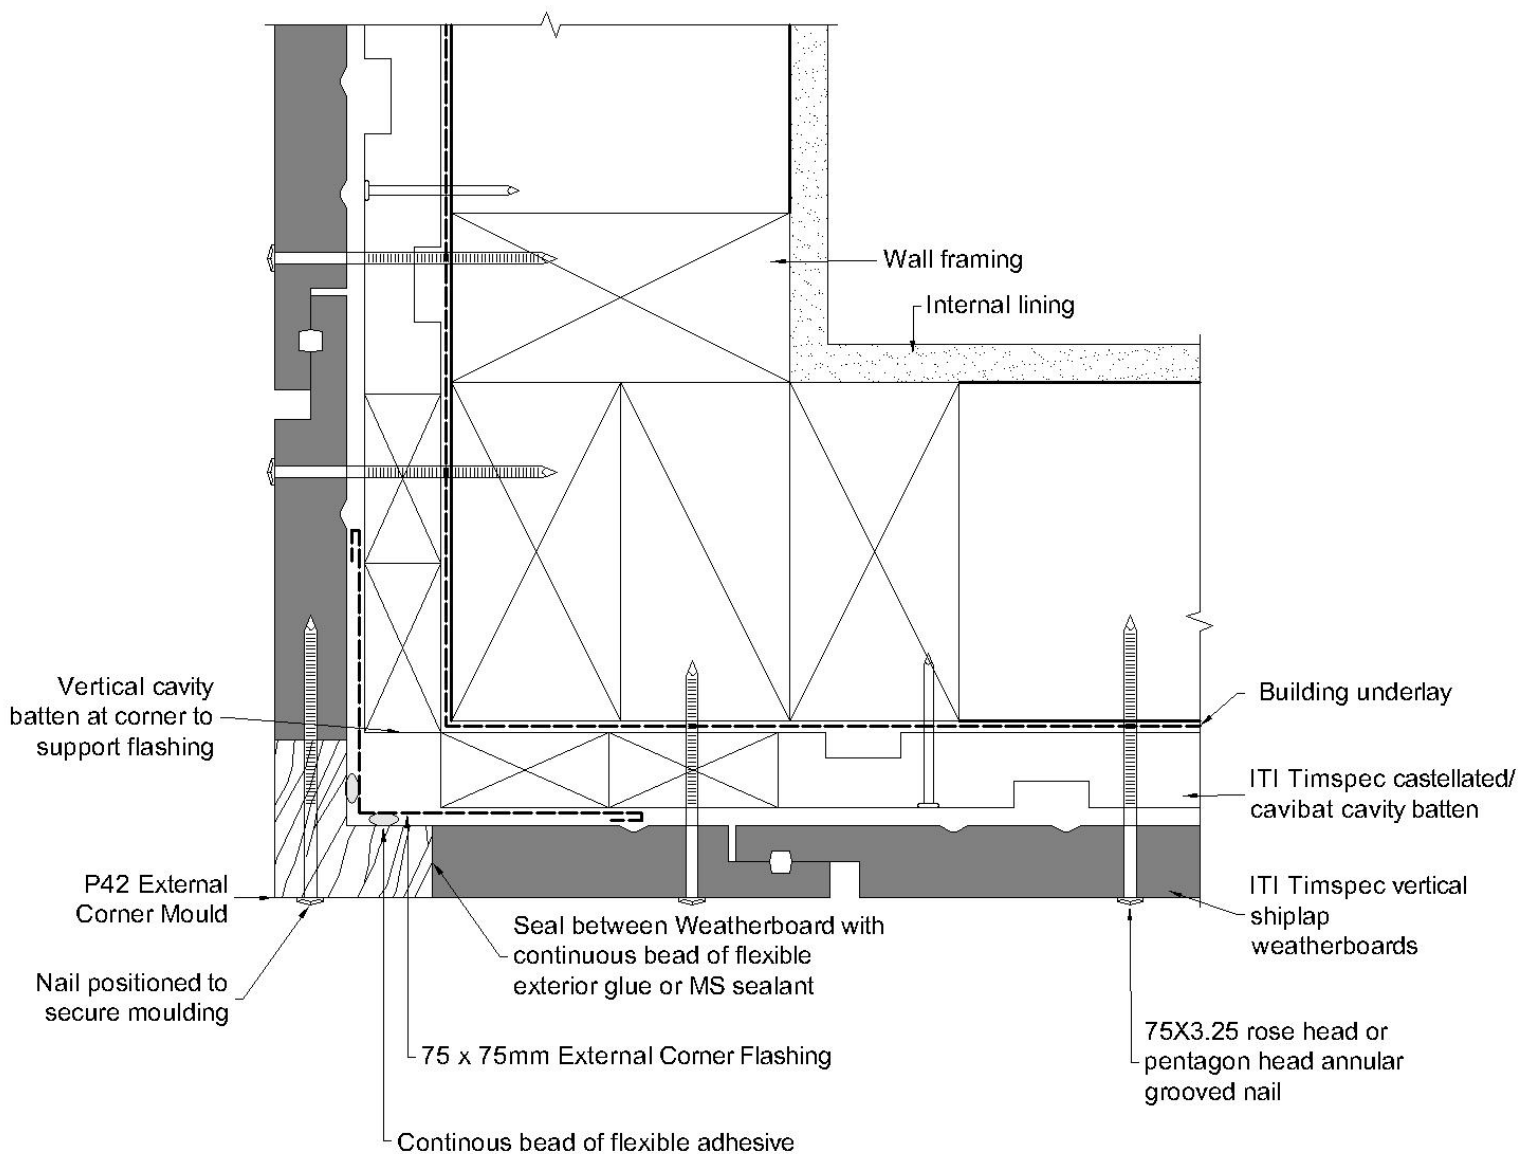 Wall framing
Internal lining
Vertical cavity
batten at corner to
support flashing
Building underlay
ITI Timspec castellated/
cavibat cavity batten
P42 External
Corner Mould
ITI Timspec vertical
shiplap
weatherboards
Seal between Weatherboard with
continuous bead of flexible
exterior glue or MS sealant
Nail positioned to
secure moulding
75 x 75mm External Corner Flashing
75X3.25 rose head or
pentagon head annular
grooved nail
Continous bead of flexible adhesive